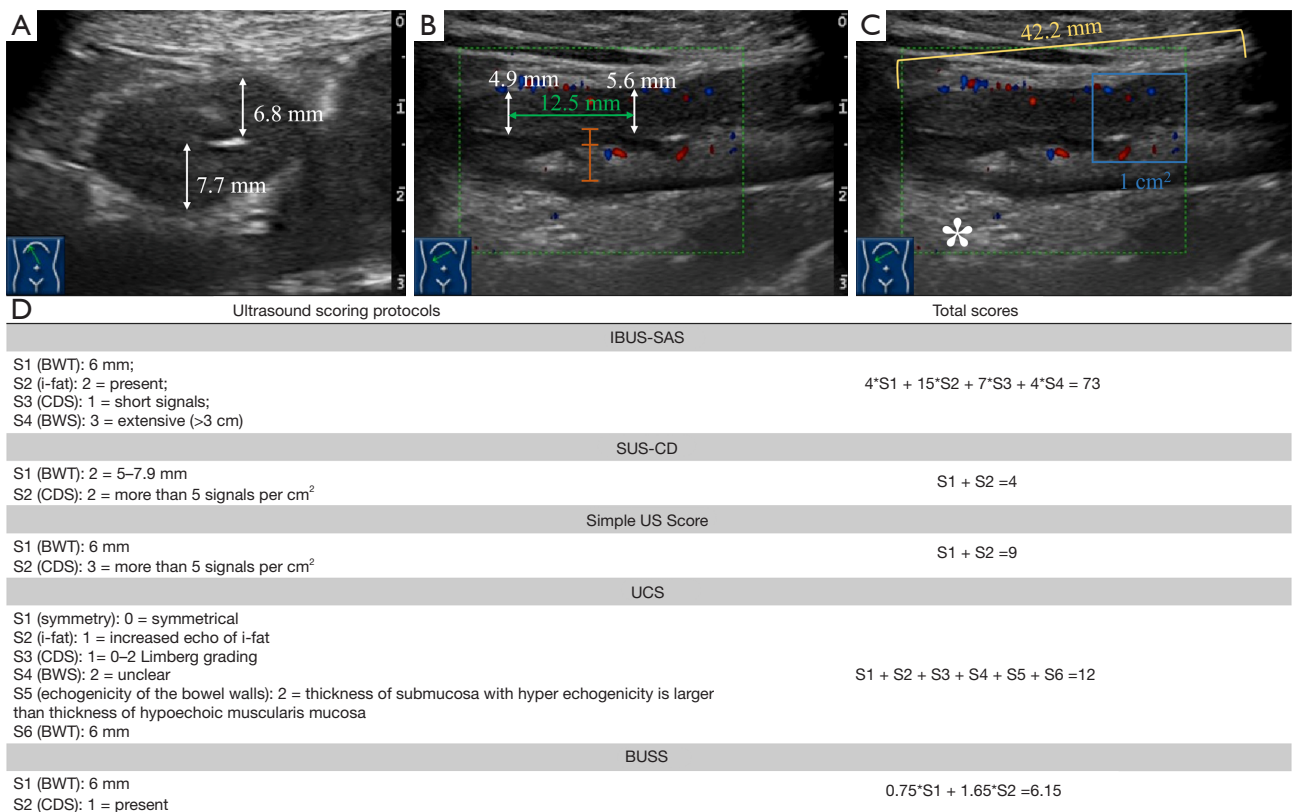 A
6.8 mm
7.7 mm
0
1
2
3
B
4.9 mm
5.6 mm
12.5 mm
0
1
2
3
C
42.2 mm
1 cm²
*
D
Ultrasound scoring protocols Total scores
IBUS-SAS
S1 (BWT): 6 mm;
S2 (i-fat): 2 = present;
S3 (CDS): 1 = short signals;
S4 (BWS): 3 = extensive (>3 cm)
4*S1 + 15*S2 + 7*S3 + 4*S4 = 73
SUS-CD
S1 (BWT): 2 = 5–7.9 mm
S2 (CDS): 2 = more than 5 signals per cm²
S1 + S2 =4
Simple US Score
S1 (BWT): 6 mm
S2 (CDS): 3 = more than 5 signals per cm²
S1 + S2 =9
UCS
S1 (symmetry): 0 = symmetrical
S2 (i-fat): 1 = increased echo of i-fat
S3 (CDS): 1= 0–2 Limberg grading
S4 (BWS): 2 = unclear
S5 (echogenicity of the bowel walls): 2 = thickness of submucosa with hyper echogenicity is larger
than thickness of hypoechoic muscularis mucosa
S6 (BWT): 6 mm
S1 + S2 + S3 + S4 + S5 + S6 =12
BUSS
S1 (BWT): 6 mm
S2 (CDS): 1 = present
0.75*S1 + 1.65*S2 =6.15